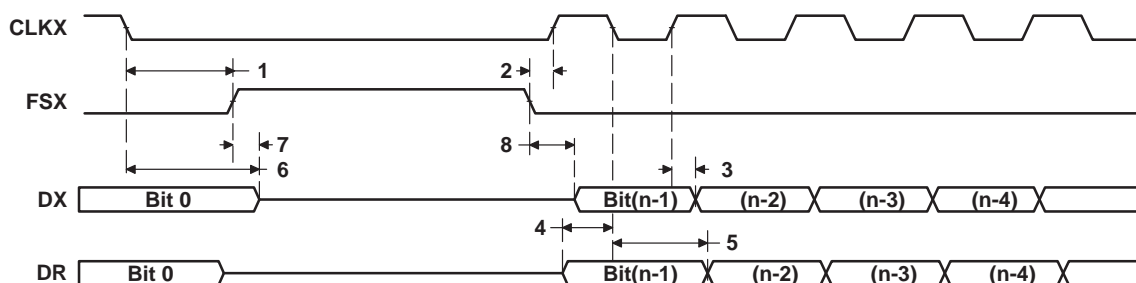 CLKX
1 2
FSX
7 8
6 3
DX Bit 0 Bit(n-1) (n-2) (n-3) (n-4)
4 5
DR Bit 0 Bit(n-1) (n-2) (n-3) (n-4)